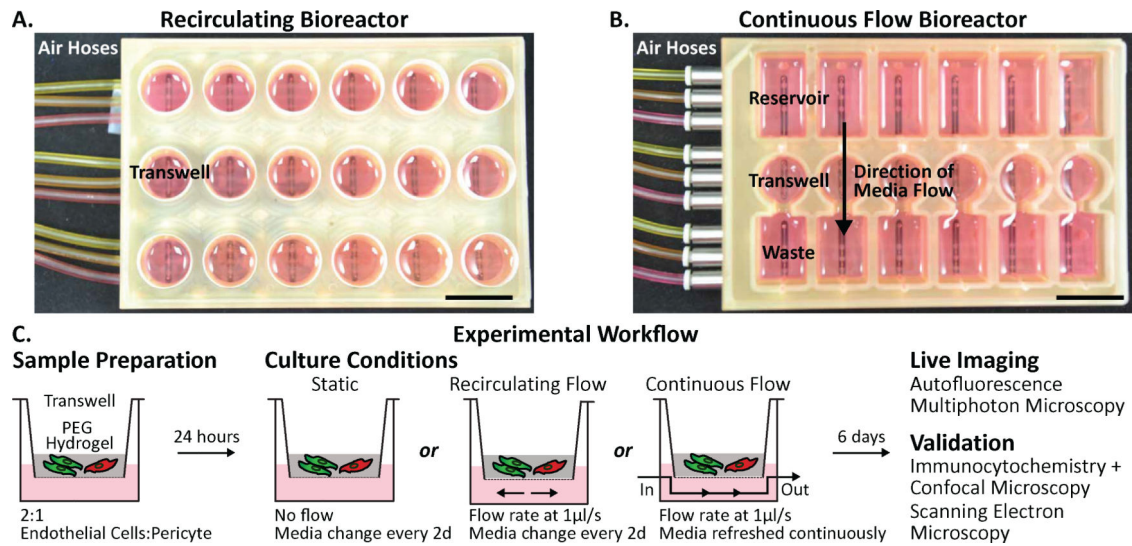 A.
Recirculating Bioreactor
Air Hoses
Transwell
B.
Continuous Flow Bioreactor
Air Hoses
Reservoir
Transwell
Direction of
Media Flow
Waste
C.
Experimental Workflow
Sample Preparation
Transwell
PEG
Hydrogel
2:1
Endothelial Cells:Pericyte
24 hours
Culture Conditions
Static
No flow
Media change every 2d
or
Recirculating Flow
Flow rate at 1µl/s
Media change every 2d
or
Continuous Flow
In
Out
Flow rate at 1µl/s
Media refreshed continuously
6 days
Live Imaging
Autofluorescence
Multiphoton Microscopy
Validation
Immunocytochemistry +
Confocal Microscopy
Scanning Electron
Microscopy